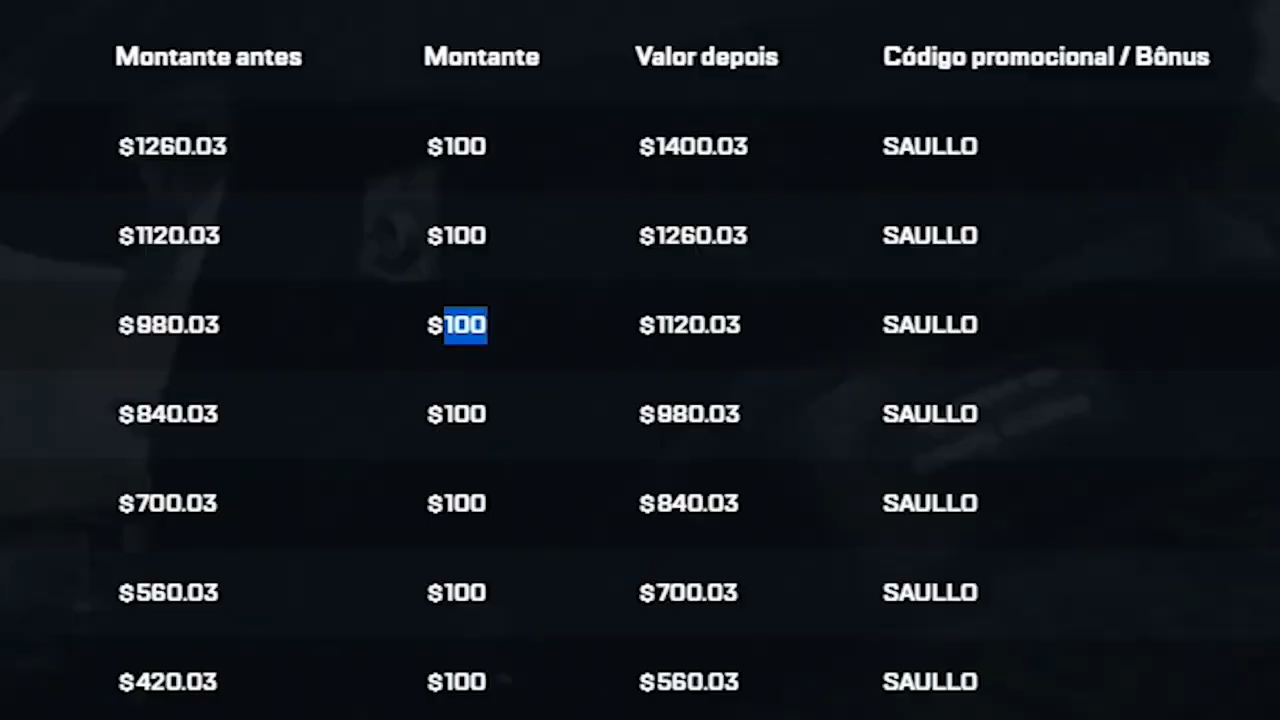 Montante antes Montante Valor depois Código promocional / Bônus
$1260.03 $100 $1400.03 SAULLO
$1120.03 $100 $1260.03 SAULLO
$980.03 $100 $1120.03 SAULLO
$840.03 $100 $980.03 SAULLO
$700.03 $100 $840.03 SAULLO
$560.03 $100 $700.03 SAULLO
$420.03 $100 $560.03 SAULLO